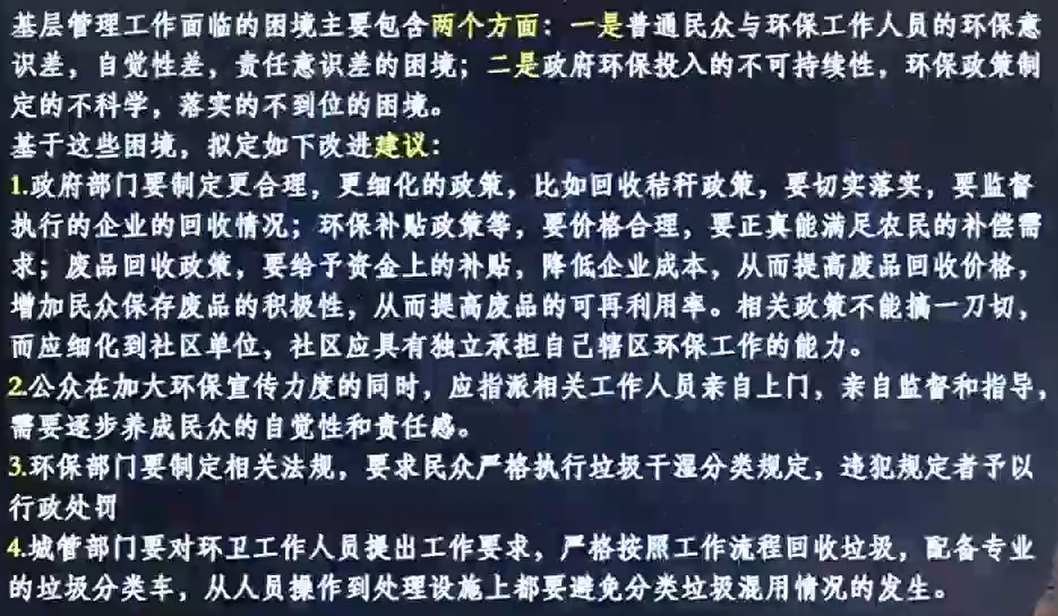 基层管理工作面临的困境主要包含两个方面：一是普通民众与环保工作人员的环保意
识差，自觉性差，责任意识差的困境；二是政府环保投入的不可持续性，环保政策制
定的不科学，落实的不到位的困境。
基于这些困境，拟定如下改进建议：
1.政府部门要制定更合理，更细化的政策，比如回收秸秆政策，要切实落实，要监督
执行的企业的回收情况；环保补贴政策等，要价格合理，要正真能满足农民的补偿需
求；废品回收政策，要给予资金上的补贴，降低企业成本，从而提高废品回收价格，
增加民众保存废品的积极性，从而提高废品的可再利用率。相关政策不能搞一刀切，
而应细化到社区单位，社区应具有独立承担自己辖区环保工作的能力。
2.公众在加大环保宣传力度的同时，应指派相关工作人员亲自上门，亲自监督和指导，
需要逐步养成民众的自觉性和责任感。
3.环保部门要制定相关法规，要求民众严格执行垃圾干湿分类规定，违犯规定者予以
行政处罚
4.城管部门要对环卫工作人员提出工作要求，严格按照工作流程回收垃圾，配备专业
的垃圾分类车，从人员操作到处理设施上都要避免分类垃圾混用情况的发生。